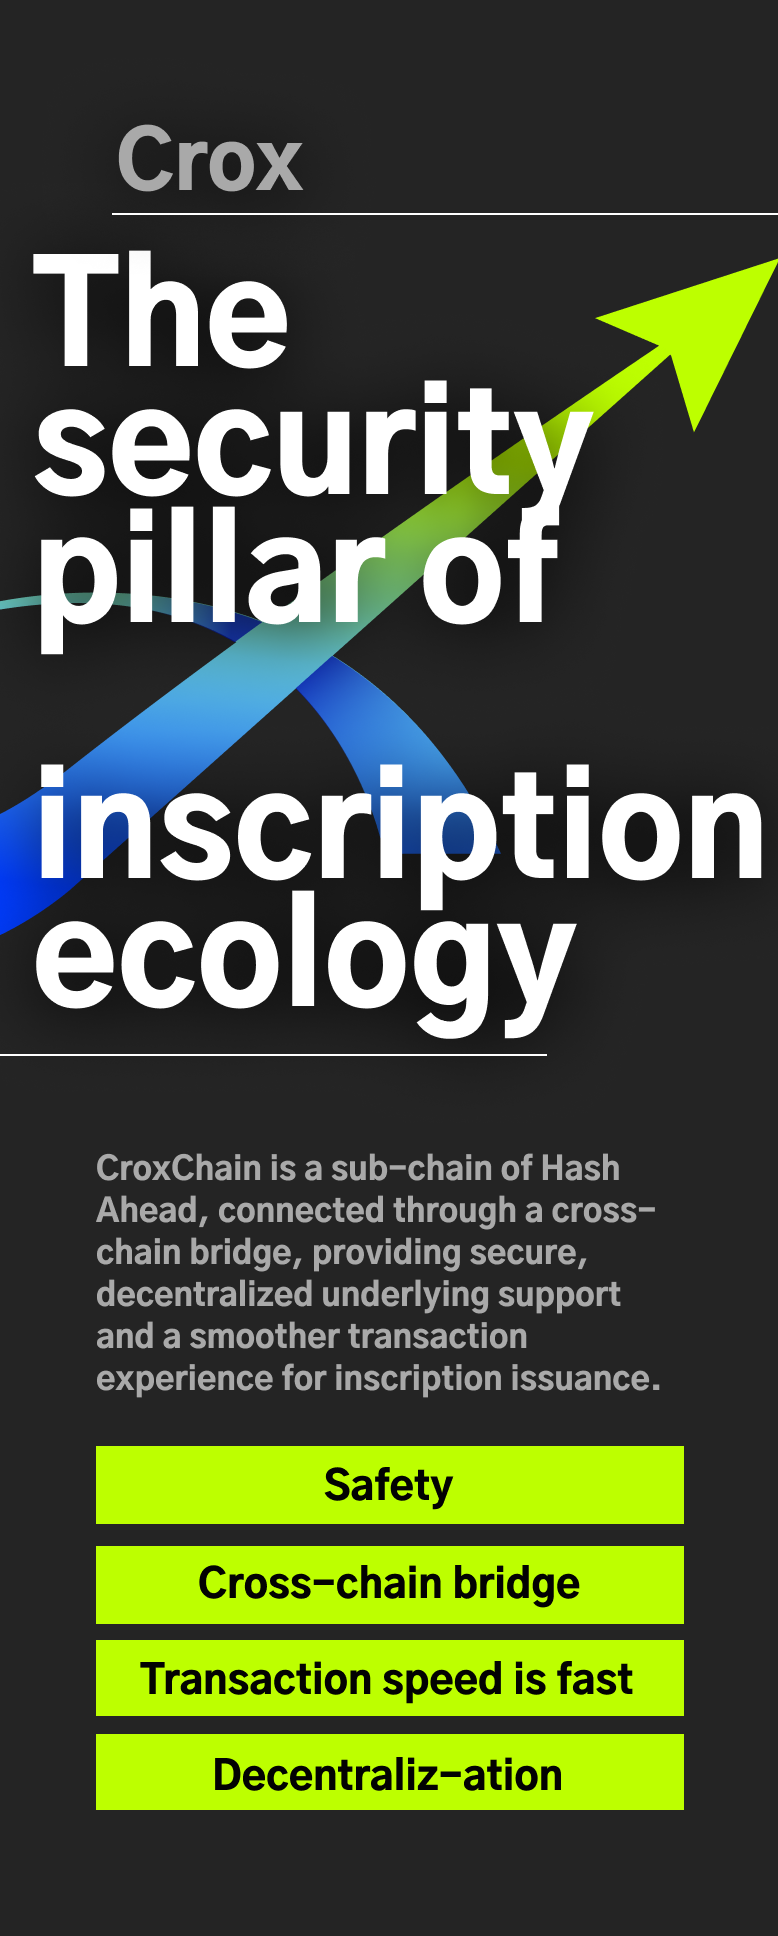 Crox
The
security
pillar of
inscription
ecology
CroxChain is a sub-chain of Hash
Ahead, connected through a cross-
chain bridge, providing secure,
decentralized underlying support
and a smoother transaction
experience for inscription issuance.
Safety
Cross-chain bridge
Transaction speed is fast
Decentraliz-ation